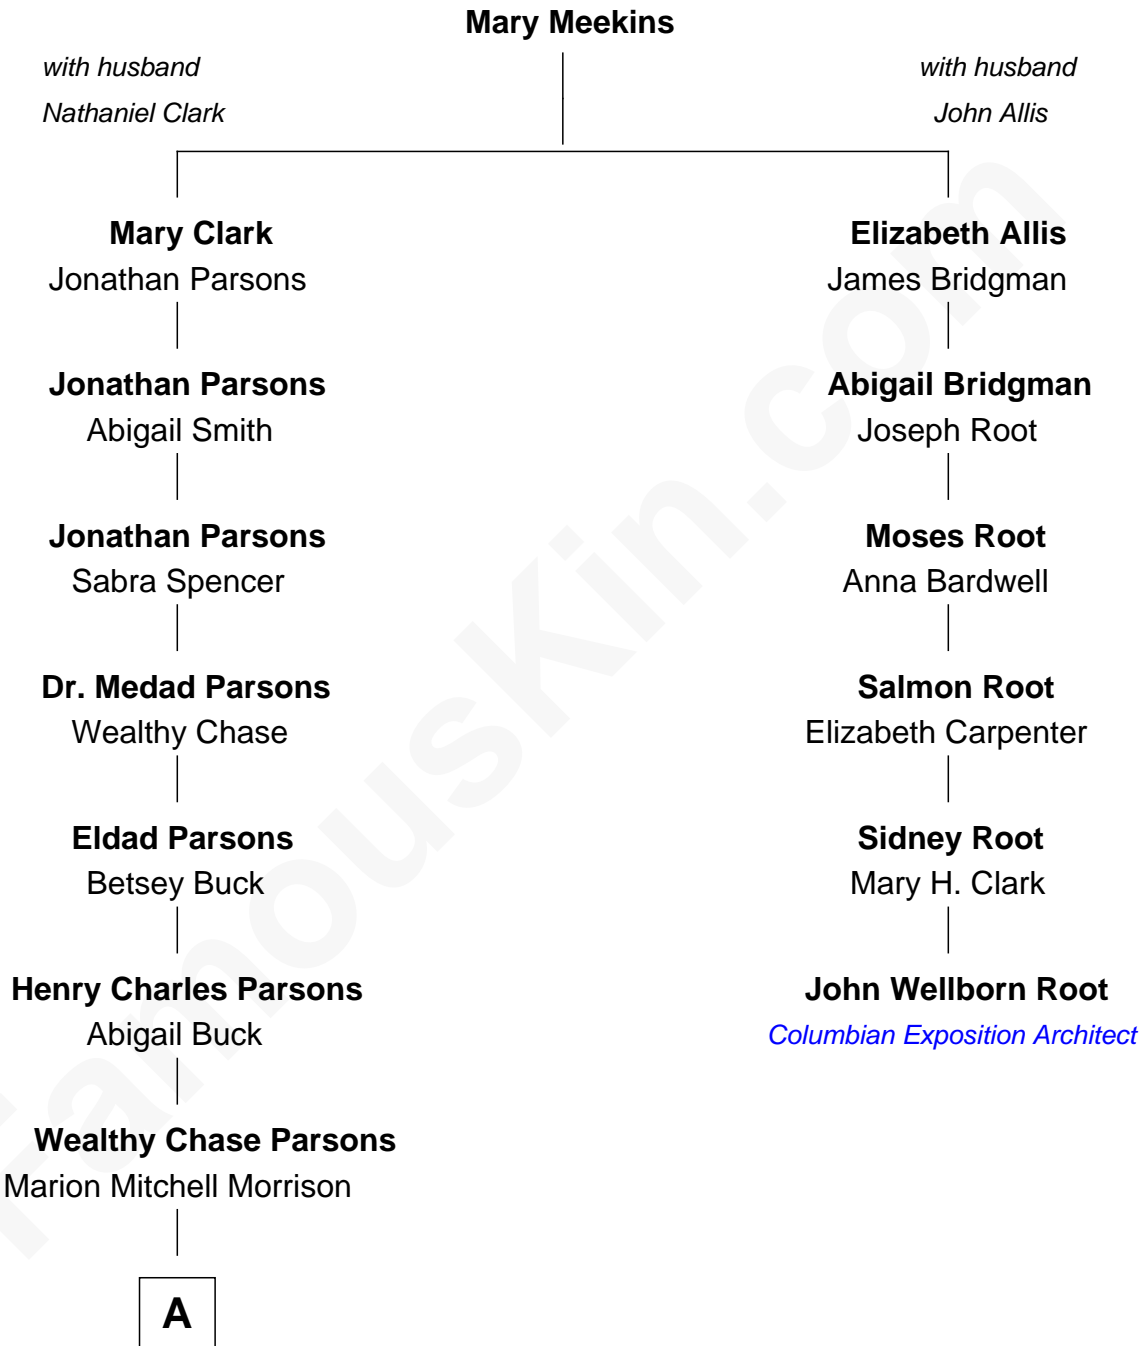 Mary Meekins
with husband
Nathaniel Clark
with husband
John Allis
Mary Clark
Jonathan Parsons
Elizabeth Allis
James Bridgman
Jonathan Parsons
Abigail Smith
Abigail Bridgman
Joseph Root
Jonathan Parsons
Sabra Spencer
Moses Root
Anna Bardwell
Dr. Medad Parsons
Wealthy Chase
Salmon Root
Elizabeth Carpenter
Eldad Parsons
Betsey Buck
Sidney Root
Mary H. Clark
Henry Charles Parsons
Abigail Buck
John Wellborn Root
Columbian Exposition Architect
Wealthy Chase Parsons
Marion Mitchell Morrison
A
FamousKin.com